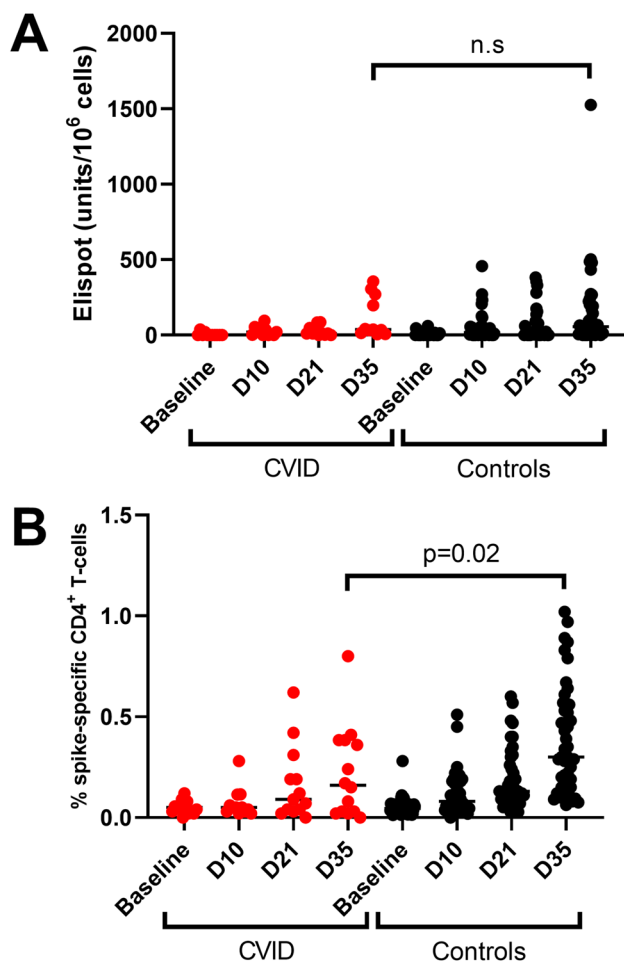 A
Elispot (units/10⁶ cells)
2000
1500
1000
500
0
n.s
Baseline
D10
D21
D35
Baseline
D10
D21
D35
CVID
Controls
B
% spike-specific CD4⁺ T-cells
1.5
1.0
0.5
0.0
p=0.02
Baseline
D10
D21
D35
Baseline
D10
D21
D35
CVID
Controls